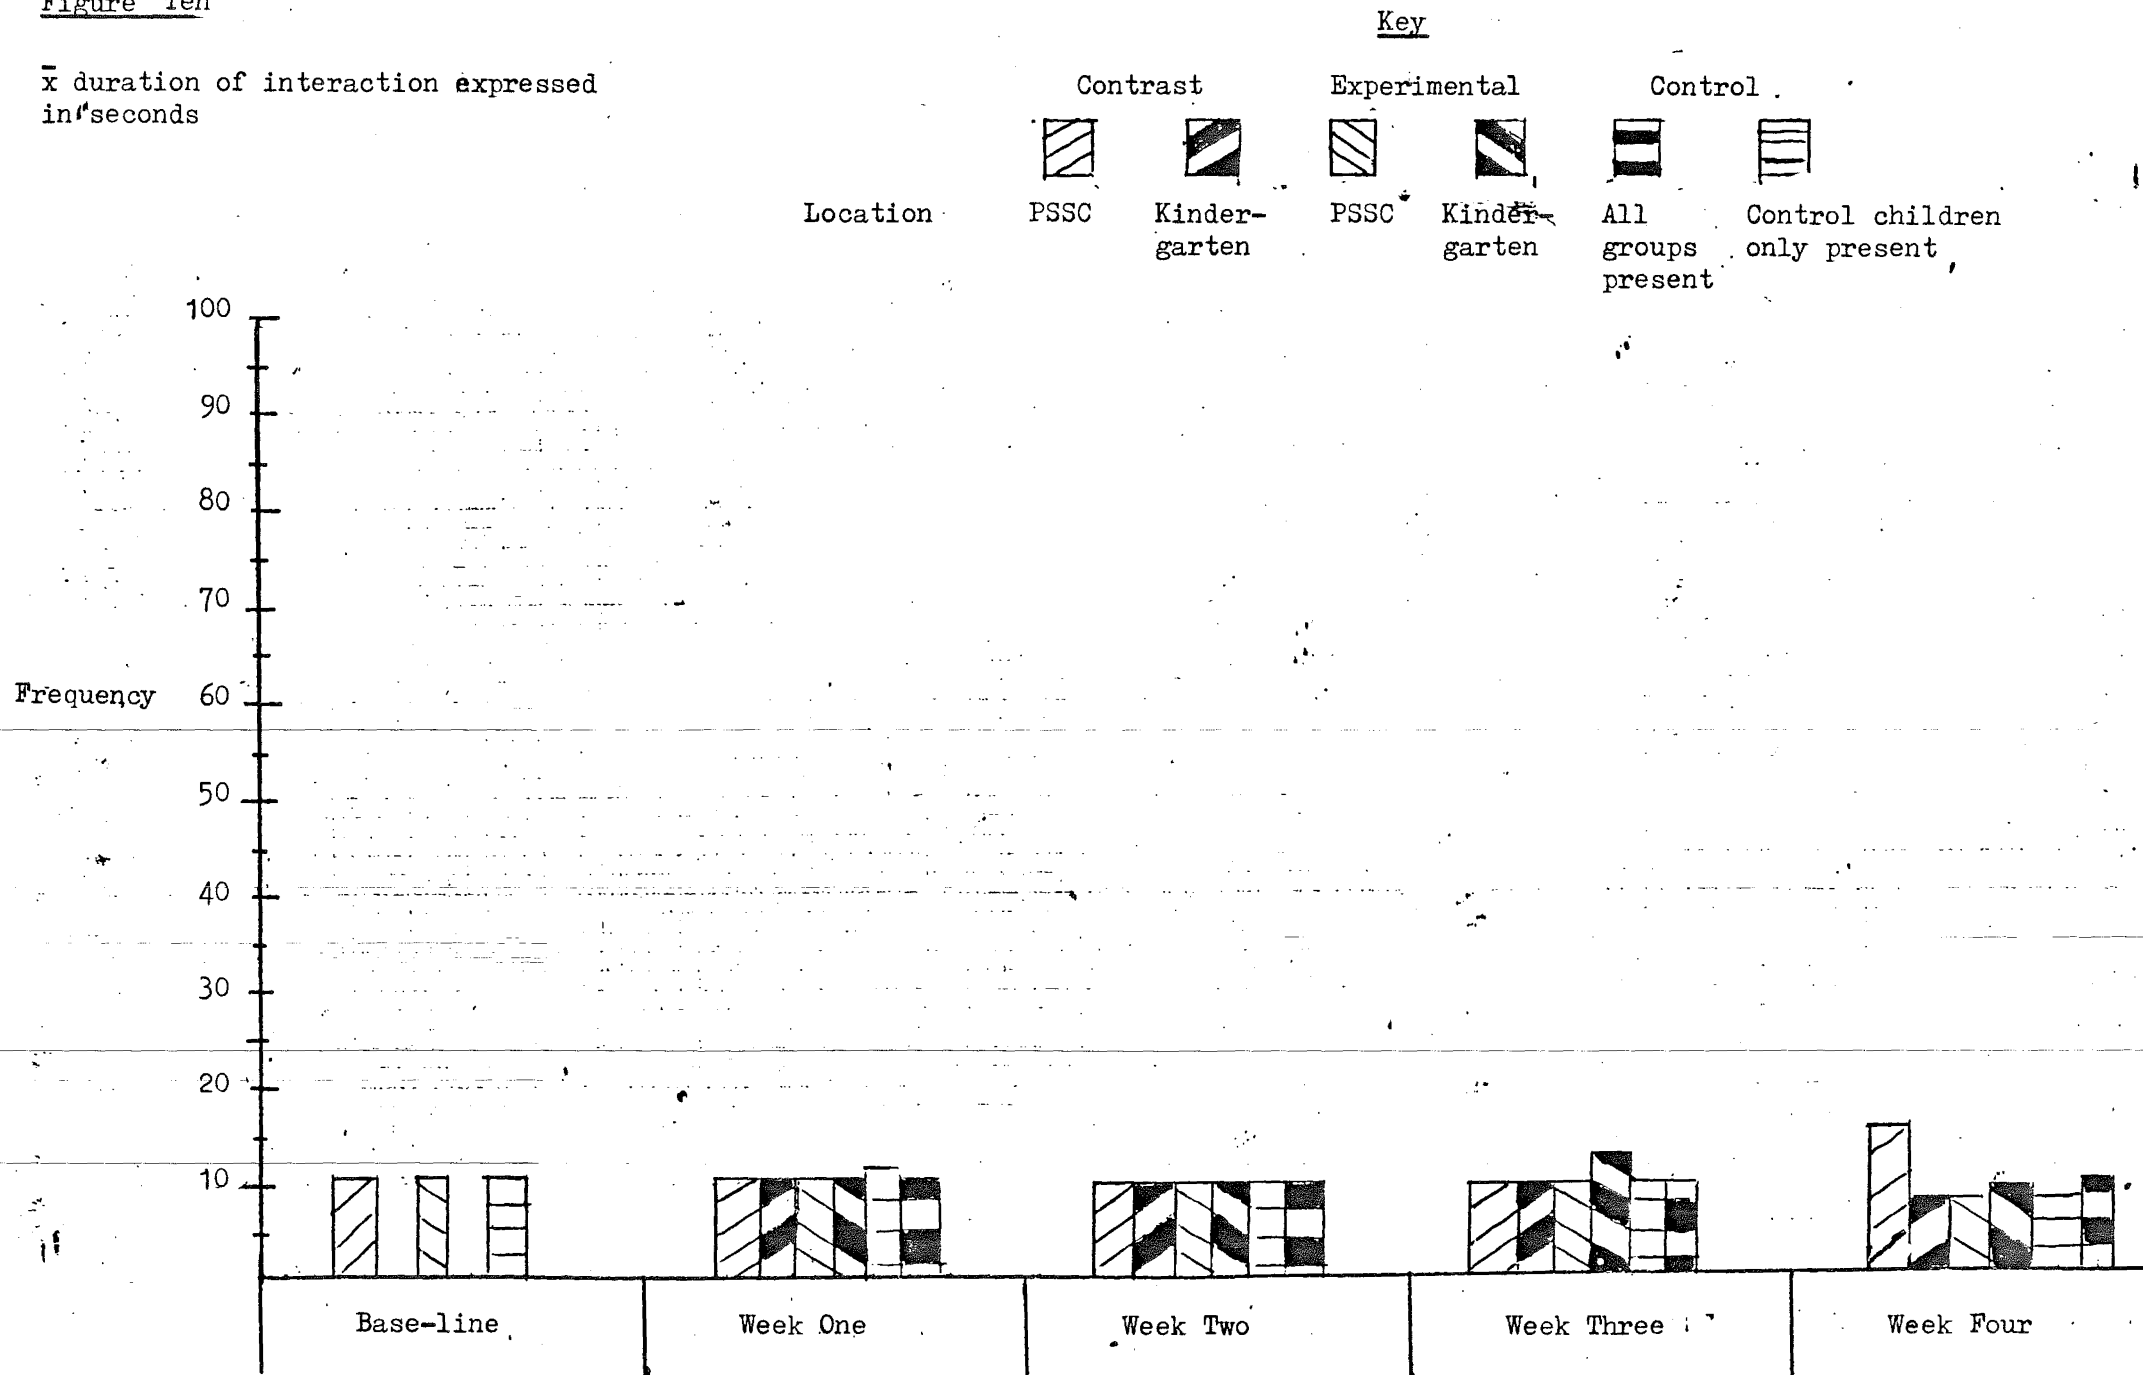 Figure Ten
Key
x̄ duration of interaction expressed
in seconds
Contrast Experimental Control
Location PSSC Kinder- PSSC Kinder- All Control children
garten garten groups only present
present
100
90
80
70
Frequency 60
50
40
30
20
10
Base-line Week One Week Two Week Three Week Four